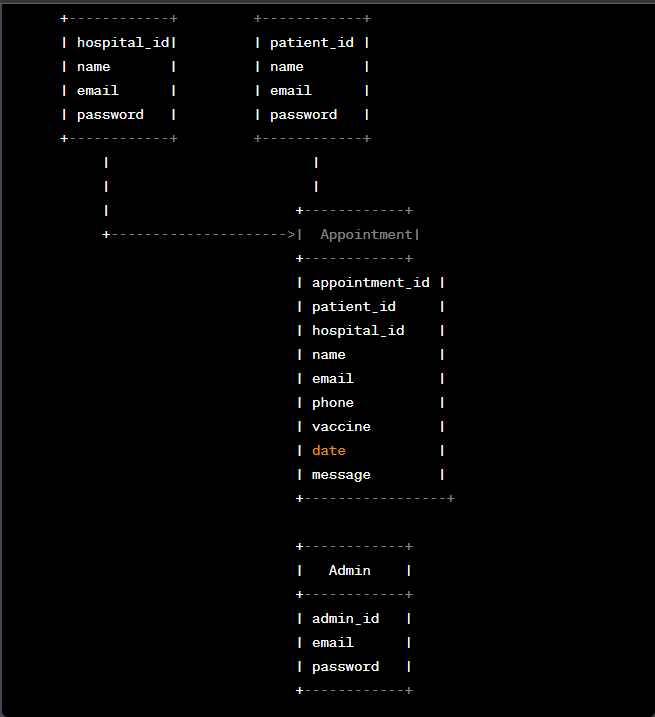 +------------+         +------------+
| hospital_id|         | patient_id |
| name       |         | name       |
| email      |         | email      |
| password   |         | password   |
+------------+         +------------+
     |                        |
     |                        |
     |                      +------------+
     +--------------------->|  Appointment|
                            +------------+
                            | appointment_id |
                            | patient_id     |
                            | hospital_id    |
                            | name           |
                            | email          |
                            | phone          |
                            | vaccine        |
                            | date           |
                            | message        |
                            +-----------------+
                            +------------+
                            |   Admin    |
                            +------------+
                            | admin_id   |
                            | email      |
                            | password   |
                            +------------+